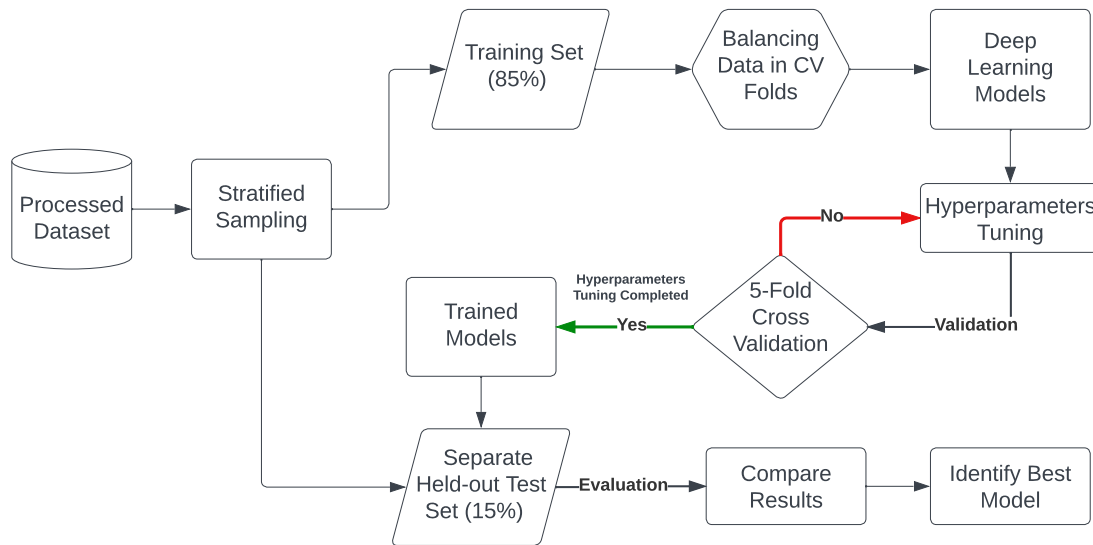 Training Set
(85%)
Balancing
Data in CV
Folds
Deep
Learning
Models
Processed
Dataset
Stratified
Sampling
No
Hyperparameters
Tuning
Hyperparameters
Tuning Completed
Trained
Models
Yes
5-Fold
Cross
Validation
Validation
Separate
Held-out Test
Set (15%)
Evaluation
Compare
Results
Identify Best
Model